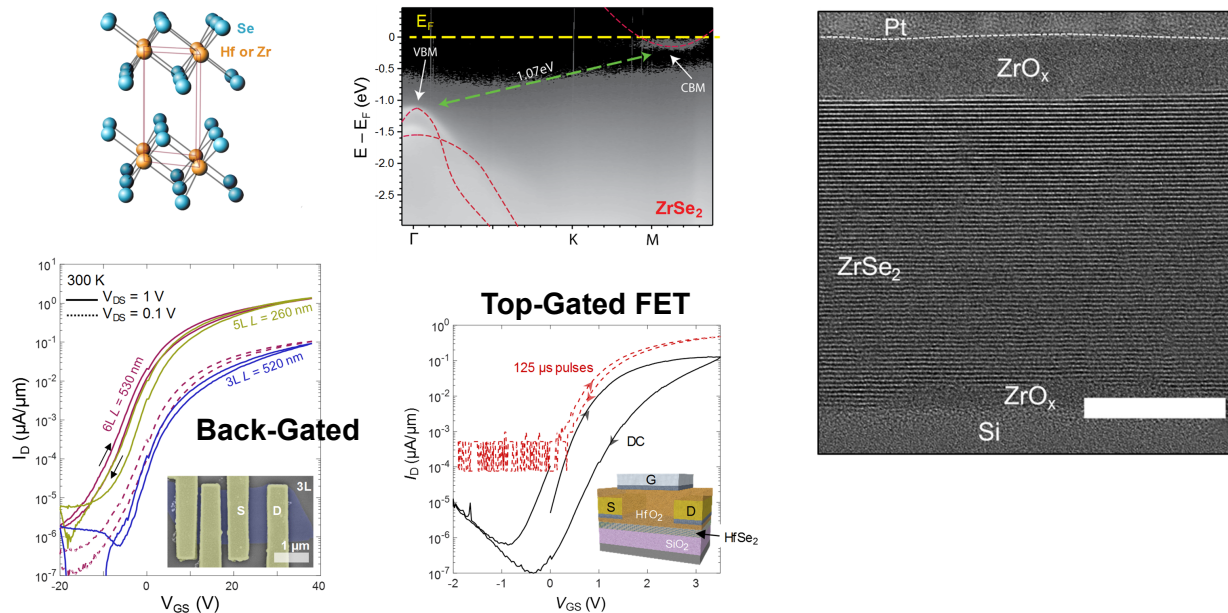 Se
Hf or Zr
E_F
VBM
1.07eV
CBM
ZrSe₂
E − E_F (eV)
0
-0.5
-1.0
-1.5
-2.0
-2.5
Γ
K
M
Pt
ZrOₓ
ZrSe₂
ZrOₓ
Si
300 K
V_DS = 1 V
V_DS = 0.1 V
5L L = 260 nm
6L L = 530 nm
3L L = 520 nm
Back-Gated
3L
S
D
1 µm
I_D (µA/µm)
10¹
10⁰
10⁻¹
10⁻²
10⁻³
10⁻⁴
10⁻⁵
10⁻⁶
10⁻⁷
-20
0
20
40
V_GS (V)
Top-Gated FET
125 µs pulses
DC
G
S
D
HfO₂
SiO₂
HfSe₂
I_D (µA/µm)
10⁰
10⁻¹
10⁻²
10⁻³
10⁻⁴
10⁻⁵
10⁻⁶
10⁻⁷
-2
-1
0
1
2
3
V_GS (V)